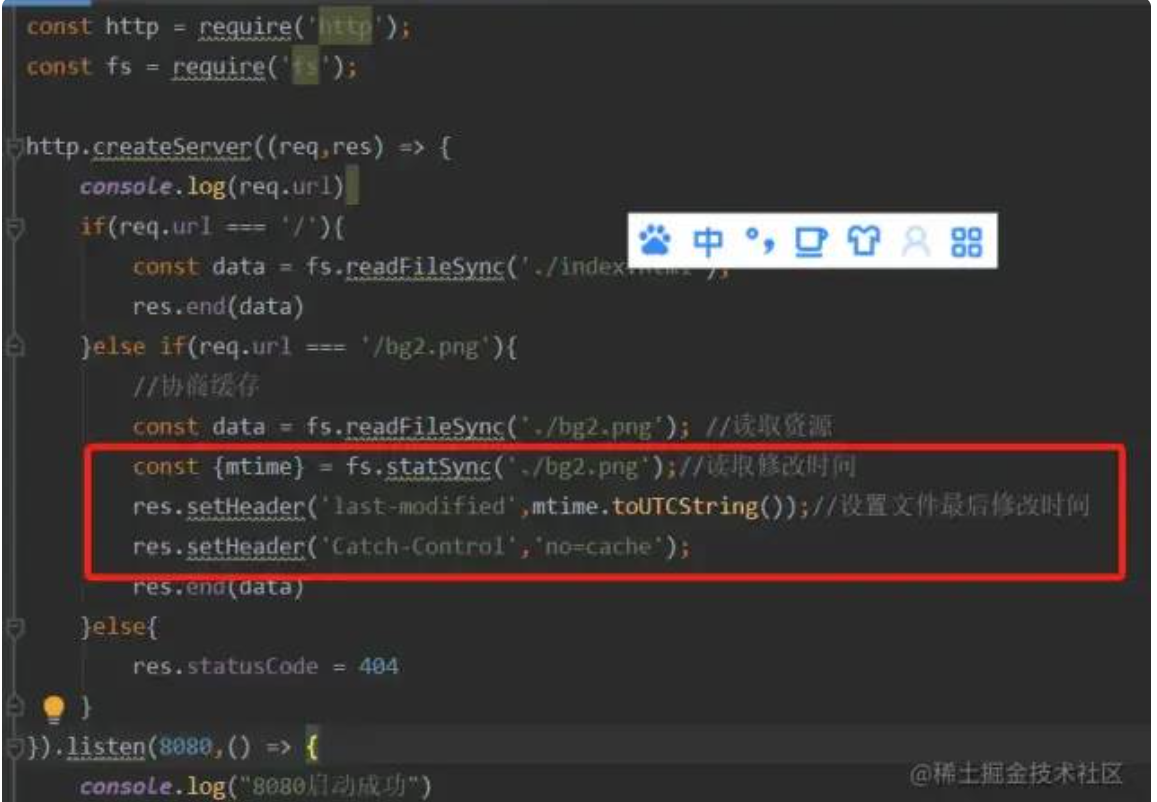 const http = require('http');
const fs = require('fs');
http.createServer((req,res) => {
console.log(req.url)
if(req.url === '/'){
中
const data = fs.readFileSync('./index.html');
res.end(data)
}else if(req.url === '/bg2.png'){
//协商缓存
const data = fs.readFileSync('./bg2.png'); //读取资源
const {mtime} = fs.statSync('./bg2.png');//读取修改时间
res.setHeader('last-modified',mtime.toUTCString());//设置文件最后修改时间
res.setHeader('Catch-Control','no=cache');
res.end(data)
}else{
res.statusCode = 404
}
}).listen(8080,() => {
console.log("8080启动成功")
@稀土掘金技术社区